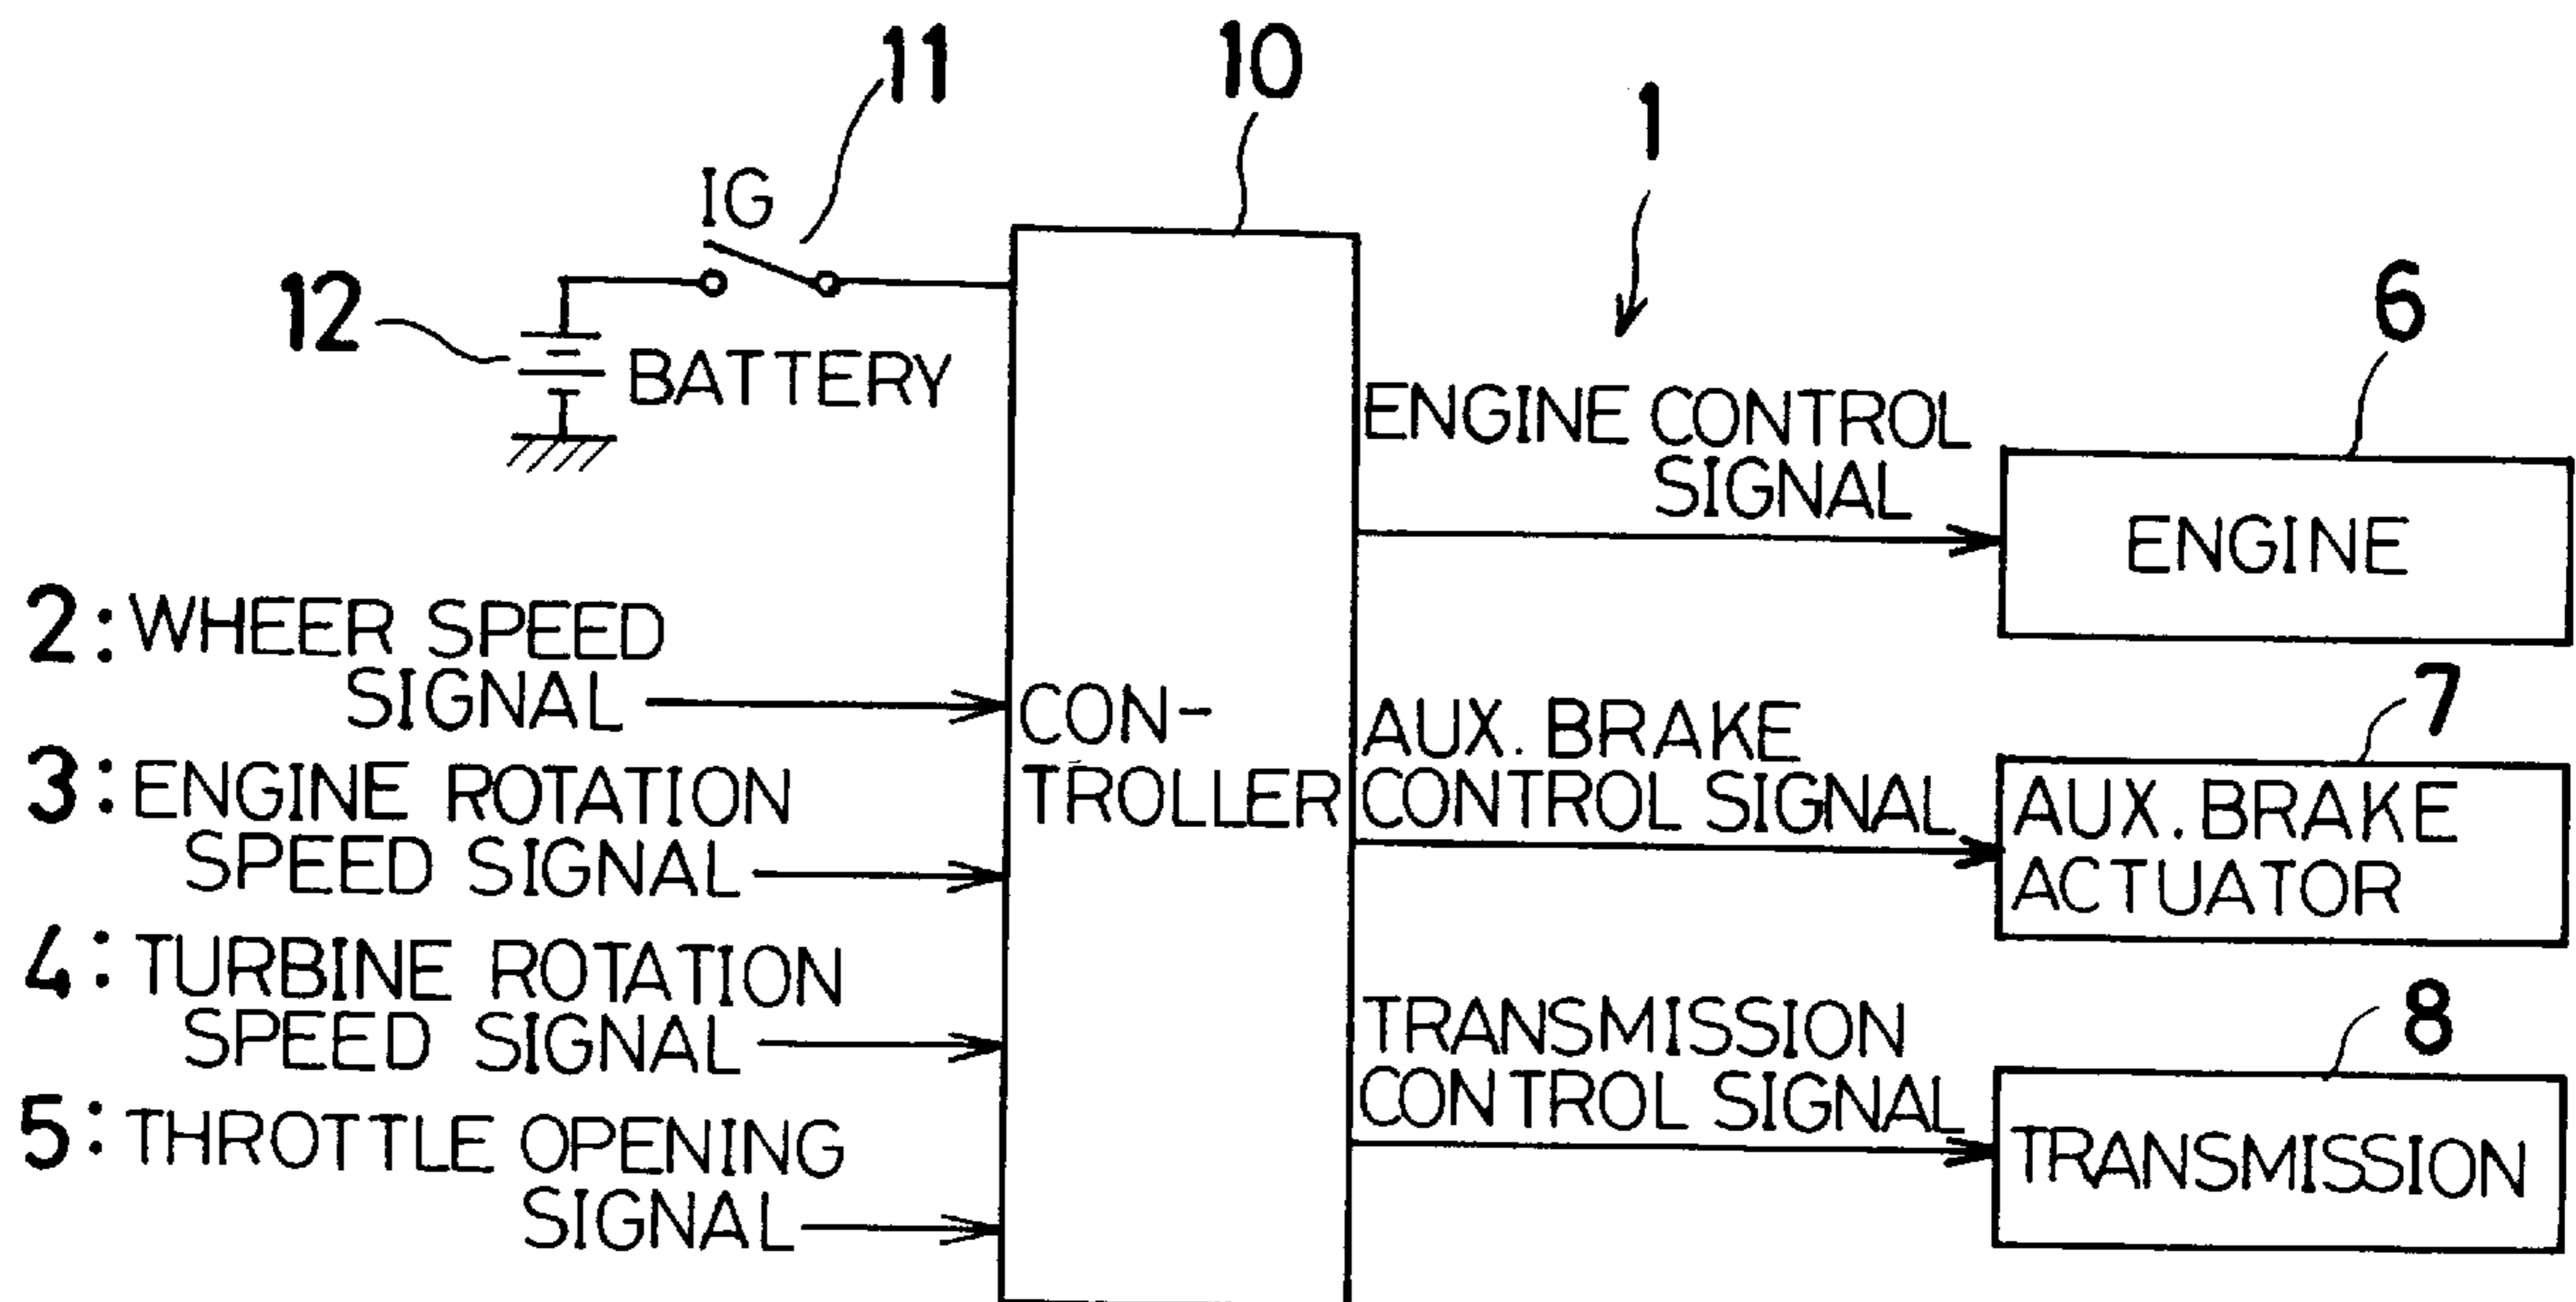 11
10
1
IG
12
BATTERY
6
ENGINE CONTROL
SIGNAL
ENGINE
2: WHEER SPEED
SIGNAL
3: ENGINE ROTATION
SPEED SIGNAL
4: TURBINE ROTATION
SPEED SIGNAL
5: THROTTLE OPENING
SIGNAL
CON-
TROLLER
AUX. BRAKE
CONTROL SIGNAL
7
AUX. BRAKE
ACTUATOR
TRANSMISSION
CONTROL SIGNAL
8
TRANSMISSION